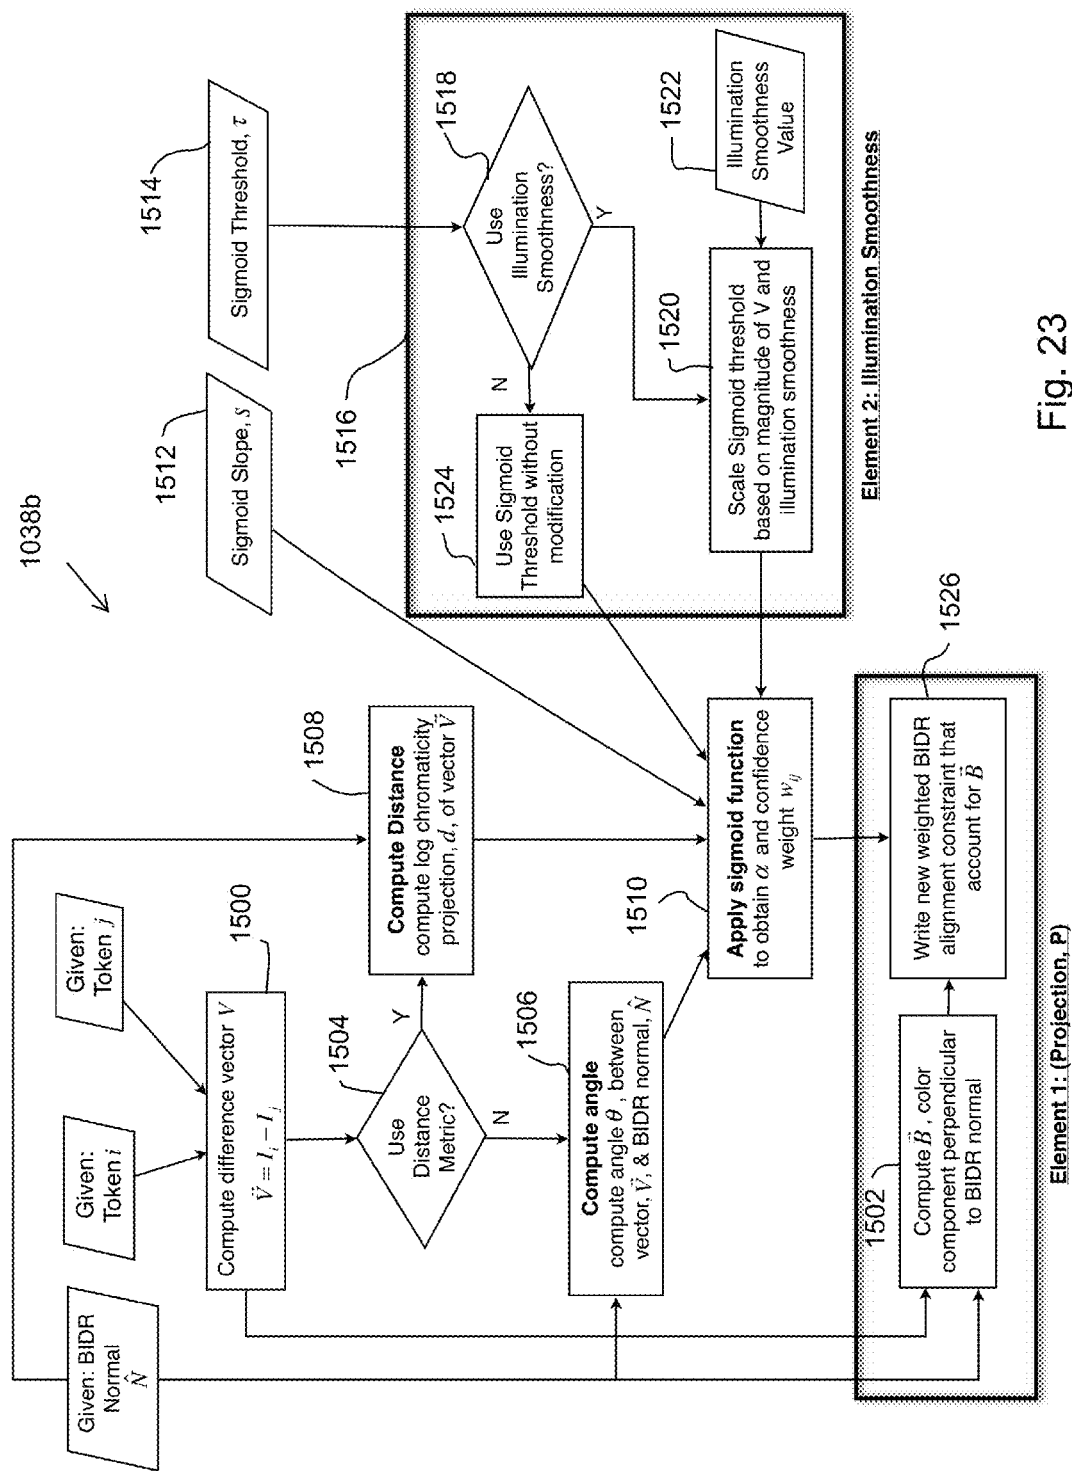 1038b
Given: BIDR
Normal
N̂
Given:
Token i
Given:
Token j
1512
Sigmoid Slope, s
1514
Sigmoid Threshold, τ
1500
Compute difference vector V
V⃗ = I_i – I_j
1504
Use
Distance
Metric?
Y
N
1508
Compute Distance
compute log chromaticity
projection, d, of vector V⃗
1506
Compute angle
compute angle θ , between
vector, V⃗, & BIDR normal, N̂
1510
Apply sigmoid function
to obtain α and confidence
weight w_ij
1516
1518
Use
Illumination
Smoothness?
N
Y
1524
Use Sigmoid
Threshold without
modification
1520
Scale Sigmoid threshold
based on magnitude of V and
illumination smoothness
1522
Illumination
Smoothness
Value
Element 2: Illumination Smoothness
1502
Compute B⃗ , color
component perpendicular
to BIDR normal
1526
Write new weighted BIDR
alignment constraint that
account for B⃗
Element 1: (Projection, P)
Fig. 23